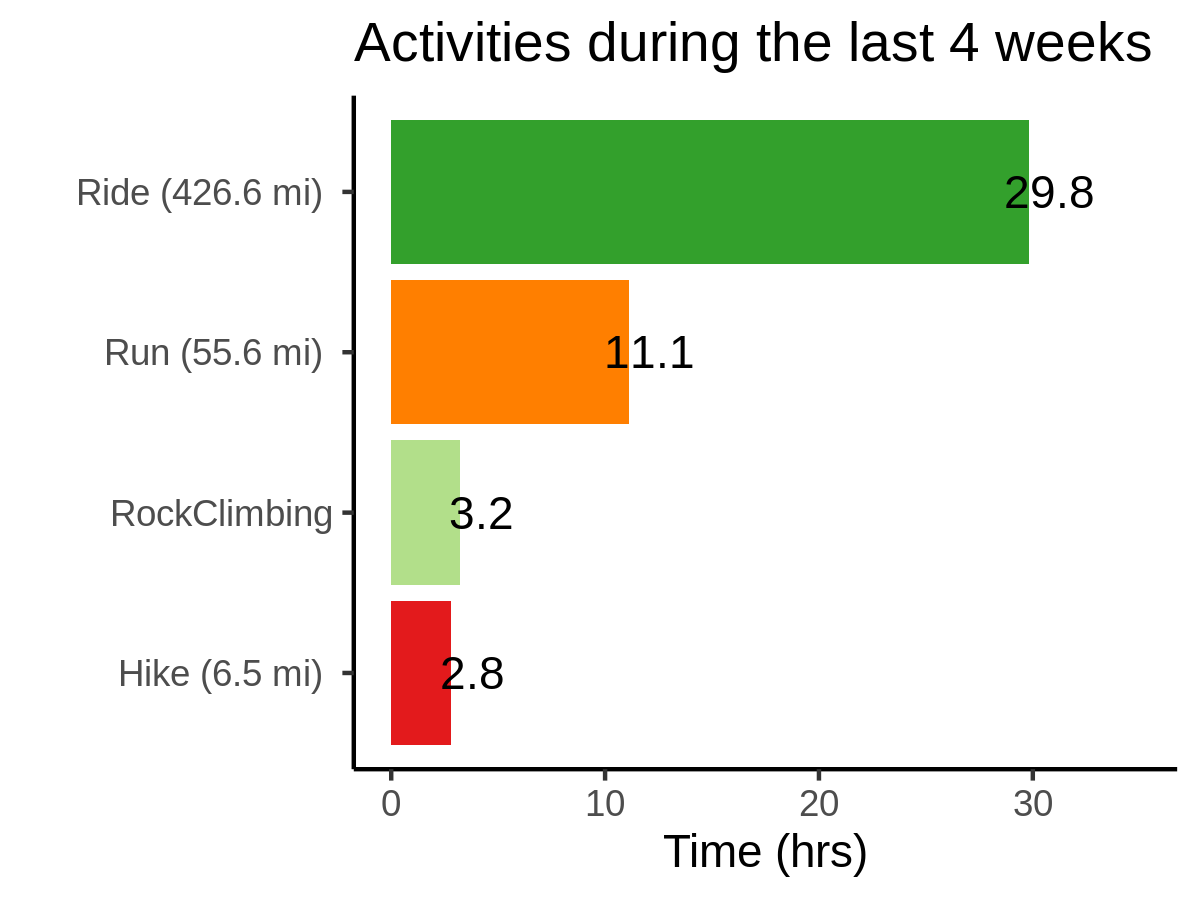 Activities during the last 4 weeks
Ride (426.6 mi)
29.8
Run (55.6 mi)
11.1
RockClimbing
3.2
Hike (6.5 mi)
2.8
0 10 20 30
Time (hrs)